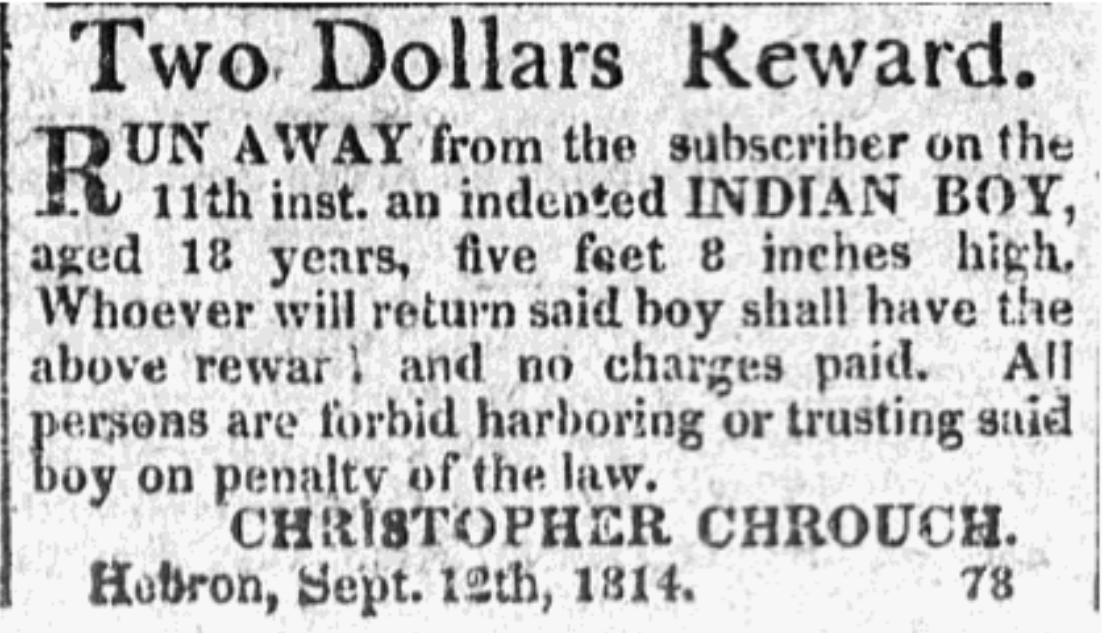 Two Dollars Reward.
RUN AWAY from the subscriber on the
11th inst. an indented INDIAN BOY,
aged 18 years, five feet 8 inches high.
Whoever will return said boy shall have the
above rewar and no charges paid. All
persons are forbid harboring or trusting said
boy on penalty of the law.
CHRISTOPHER CHROUCH.
Hebron, Sept. 12th, 1814. 78